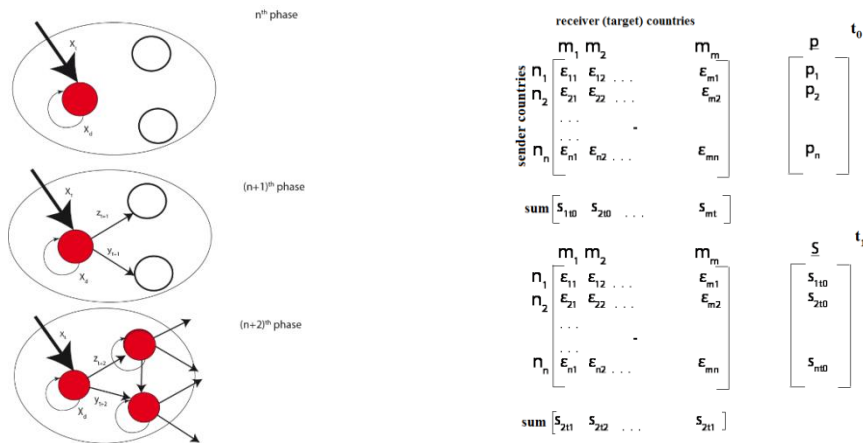 nth phase
Xt
Xd
(n+1)th phase
Xt
zt+1
yt+1
Xd
(n+2)th phase
Xt
zt+2
yt+2
Xd
receiver (target) countries
t0
m1 m2 mm p
n1 ε11 ε12 . . . εm1 p1
n2 ε21 ε22 . . . εm2 p2
. . .
. . . -
nn εn1 εn2 . . . εmn pn
sender countries
sum s1t0 s2t0 . . . smt
t1
m1 m2 mm s
n1 ε11 ε12 . . . εm1 s1t0
n2 ε21 ε22 . . . εm2 s2t0
. . .
. . . -
nn εn1 εn2 . . . εmn snt0
sum s2t1 s2t2 . . . s2t1